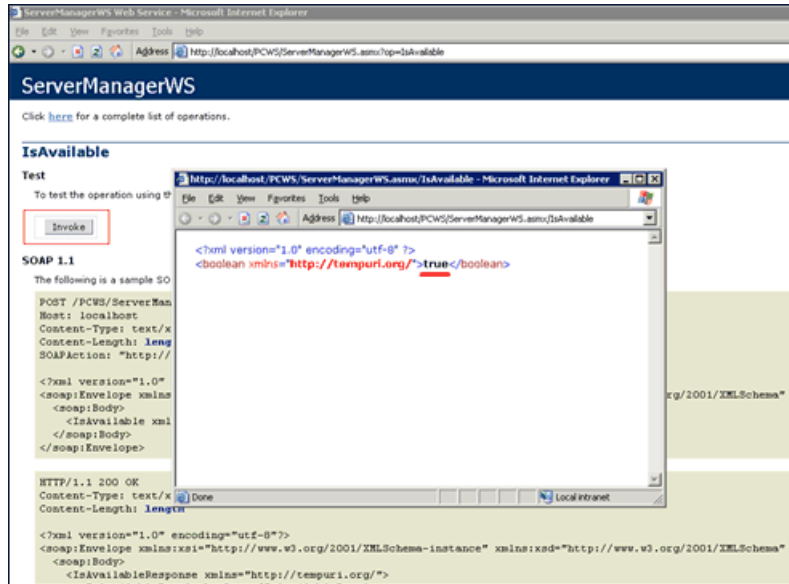 ServerManagerWS Web Service - Microsoft Internet Explorer
File Edit View Favorites Tools Help
Address http://localhost/PCWS/ServerManagerWS.asmx?op=IsAvailable
ServerManagerWS
Click here for a complete list of operations.
IsAvailable
Test
To test the operation using th
Invoke
SOAP 1.1
The following is a sample SO
POST /PCWS/ServerMan
Host: localhost
Content-Type: text/x
Content-Length: leng
SOAPAction: "http://
<?xml version="1.0"
<soap:Envelope xmlns rg/2001/XMLSchema"
<soap:Body>
<IsAvailable xml
</soap:Body>
</soap:Envelope>
HTTP/1.1 200 OK
Content-Type: text/x
Content-Length: length
<?xml version="1.0" encoding="utf-8"?>
<soap:Envelope xmlns:xsi="http://www.w3.org/2001/XMLSchema-instance" xmlns:xsd="http://www.w3.org/2001/XMLSchema"
<soap:Body>
<IsAvailableResponse xmlns="http://tempuri.org/">
http://localhost/PCWS/ServerManagerWS.asmx/IsAvailable - Microsoft Internet Explorer
File Edit View Favorites Tools Help
Address http://localhost/PCWS/ServerManagerWS.asmx/IsAvailable
<?xml version="1.0" encoding="utf-8" ?>
<boolean xmlns="http://tempuri.org/">true</boolean>
Done Local intranet